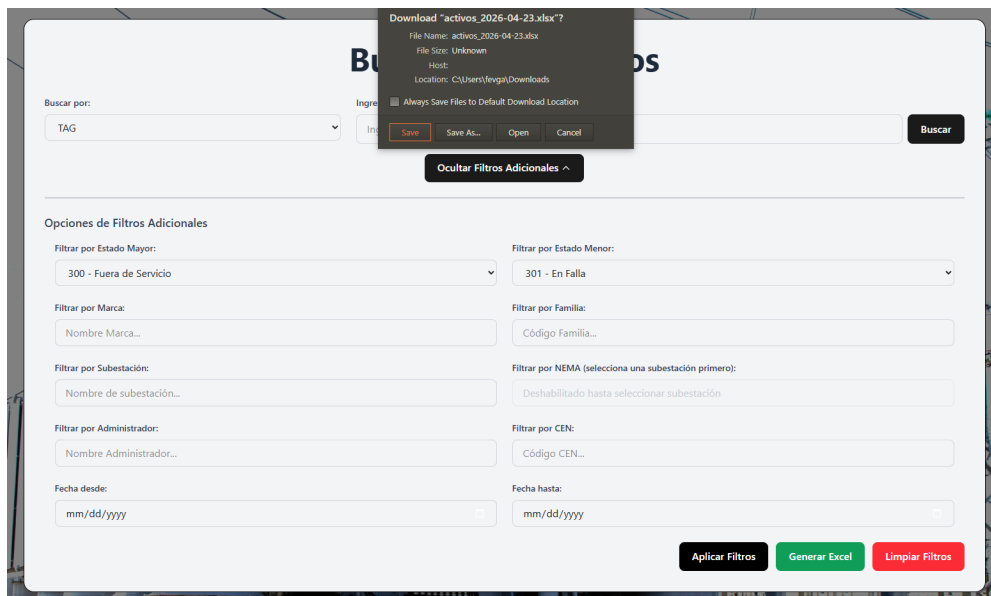 Download "activos_2026-04-23.xlsx"?
File Name: activos_2026-04-23.xlsx
File Size: Unknown
Host:
Location: C:\Users\fevga\Downloads
Always Save Files to Default Download Location
Save Save As... Open Cancel
Buscar por:
TAG
Buscar
Ocultar Filtros Adicionales
Opciones de Filtros Adicionales
Filtrar por Estado Mayor: Filtrar por Estado Menor:
300 - Fuera de Servicio 301 - En Falla
Filtrar por Marca: Filtrar por Familia:
Nombre Marca... Código Familia...
Filtrar por Subestación: Filtrar por NEMA (selecciona una subestación primero):
Nombre de subestación... Deshabilitado hasta seleccionar subestación
Filtrar por Administrador: Filtrar por CEN:
Nombre Administrador... Código CEN...
Fecha desde: Fecha hasta:
mm/dd/yyyy mm/dd/yyyy
Aplicar Filtros Generar Excel Limpiar Filtros